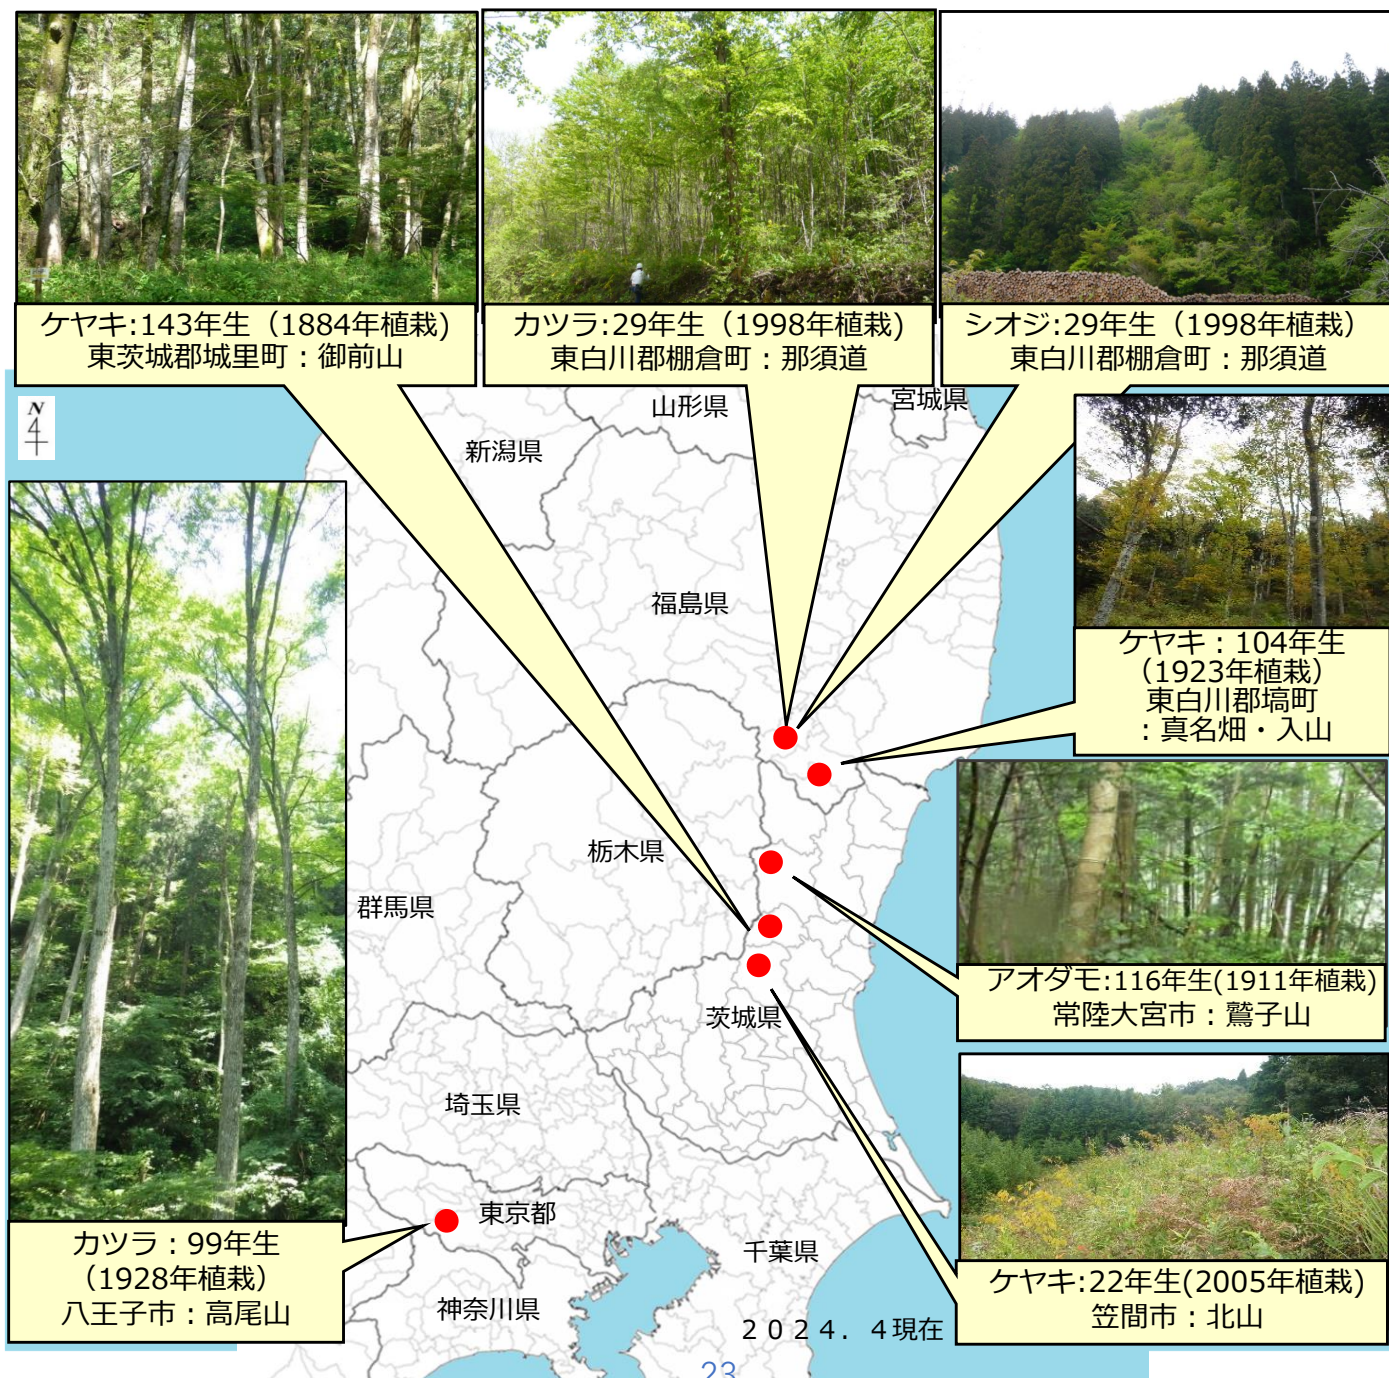 ケヤキ:143年生（1884年植栽)
東茨城郡城里町：御前山
カツラ:29年生（1998年植栽)
東白川郡棚倉町：那須道
シオジ:29年生（1998年植栽）
東白川郡棚倉町：那須道
N
山形県
宮城県
新潟県
福島県
ケヤキ：104年生
（1923年植栽）
東白川郡塙町
：真名畑・入山
栃木県
群馬県
アオダモ:116年生(1911年植栽)
常陸大宮市：鷲子山
茨城県
埼玉県
東京都
千葉県
神奈川県
カツラ：99年生
（1928年植栽）
八王子市：高尾山
ケヤキ:22年生(2005年植栽)
笠間市：北山
２０２４．４現在
23